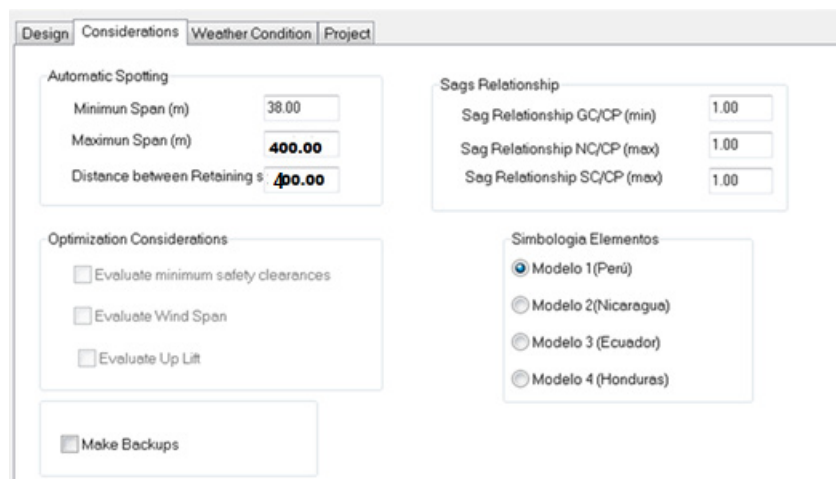 Design Considerations Weather Condition Project
Automatic Spotting
Minimun Span (m) 38.00
Maximun Span (m) 400.00
Distance between Retaining s 400.00
Sags Relationship
Sag Relationship GC/CP (min) 1.00
Sag Relationship NC/CP (max) 1.00
Sag Relationship SC/CP (max) 1.00
Optimization Considerations
Evaluate minimum safety clearances
Evaluate Wind Span
Evaluate Up Lift
Simbologia Elementos
Modelo 1(Perú)
Modelo 2(Nicaragua)
Modelo 3 (Ecuador)
Modelo 4 (Honduras)
Make Backups